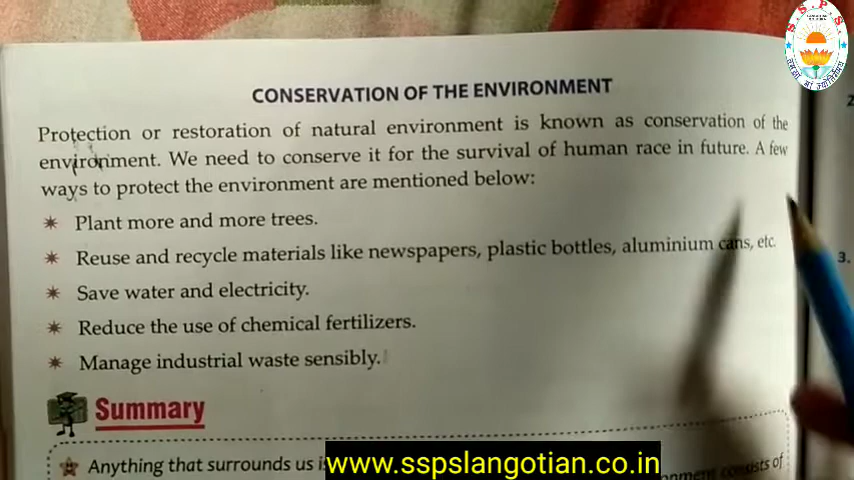 S.S.P.S.
CONSERVATION OF THE ENVIRONMENT
Protection or restoration of natural environment is known as conservation of the
environment. We need to conserve it for the survival of human race in future. A few
ways to protect the environment are mentioned below:
Plant more and more trees.
Reuse and recycle materials like newspapers, plastic bottles, aluminium cans, etc.
Save water and electricity.
Reduce the use of chemical fertilizers.
Manage industrial waste sensibly.
Summary
Anything that surrounds us consists of
www.sspslangotian.co.in
2
3.